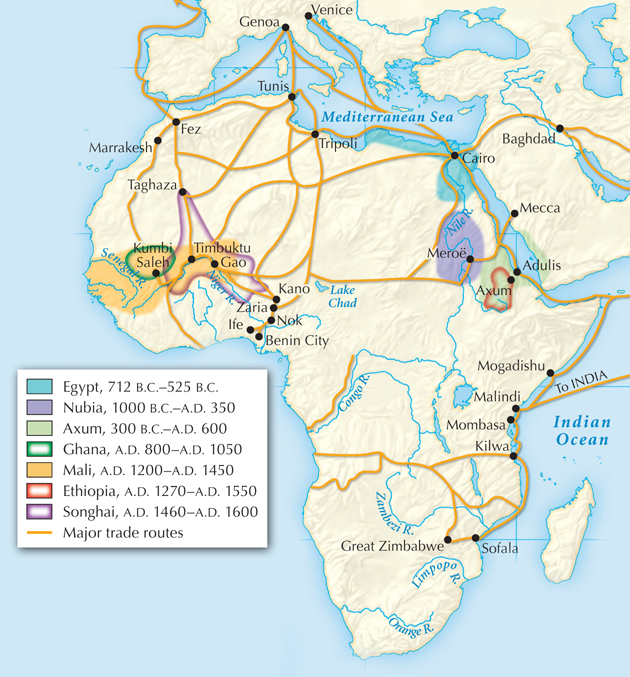 Venice
Genoa
Tunis
Mediterranean Sea
Fez
Tripoli
Baghdad
Marrakesh
Cairo
Taghaza
Mecca
Nile R.
Kumbi
Saleh
Timbuktu
Senegal R.
Gao
Meroë
Adulis
Niger R.
Axum
Kano
Lake
Chad
Zaria
Nok
Ife
Benin City
Mogadishu
To INDIA
Congo R.
Malindi
Mombasa
Indian
Ocean
Kilwa
Zambezi R.
Great Zimbabwe
Sofala
Limpopo R.
Orange R.
Egypt, 712 B.C.–525 B.C.
Nubia, 1000 B.C.–A.D. 350
Axum, 300 B.C.–A.D. 600
Ghana, A.D. 800–A.D. 1050
Mali, A.D. 1200–A.D. 1450
Ethiopia, A.D. 1270–A.D. 1550
Songhai, A.D. 1460–A.D. 1600
Major trade routes